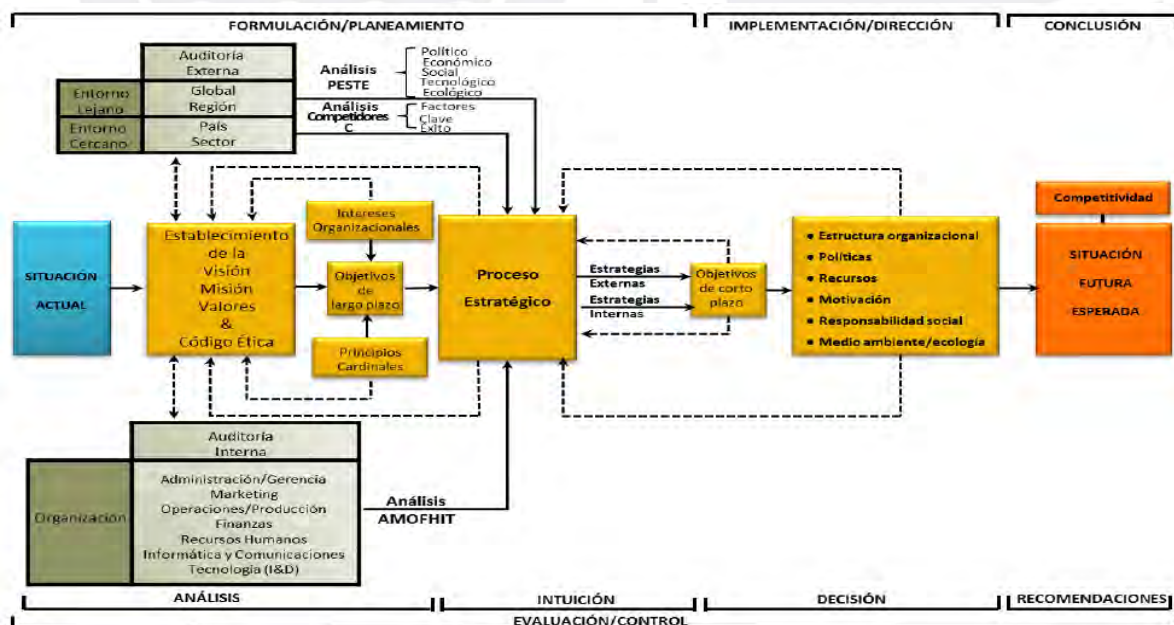 FORMULACIÓN/PLANEAMIENTO
IMPLEMENTACIÓN/DIRECCIÓN
CONCLUSIÓN
Auditoría
Externa
Entorno
Lejano
Global
Región
Entorno
Cercano
País
Sector
Análisis
PESTE
Político
Económico
Social
Tecnológico
Ecológico
Análisis
Competidores
C
Factores
Clave
Éxito
SITUACIÓN
ACTUAL
Establecimiento
de la
Visión
Misión
Valores
&
Código Ética
Intereses
Organizacionales
Objetivos
de
largo plazo
Principios
Cardinales
Proceso
Estratégico
Estrategias
Externas
Estrategias
Internas
Objetivos
de corto
plazo
• Estructura organizacional
• Políticas
• Recursos
• Motivación
• Responsabilidad social
• Medio ambiente/ecología
Competitividad
SITUACIÓN
FUTURA
ESPERADA
Auditoría
Interna
Organización
Administración/Gerencia
Marketing
Operaciones/Producción
Finanzas
Recursos Humanos
Informática y Comunicaciones
Tecnología (I&D)
Análisis
AMOFHIT
ANÁLISIS
INTUICIÓN
DECISIÓN
RECOMENDACIONES
EVALUACIÓN/CONTROL